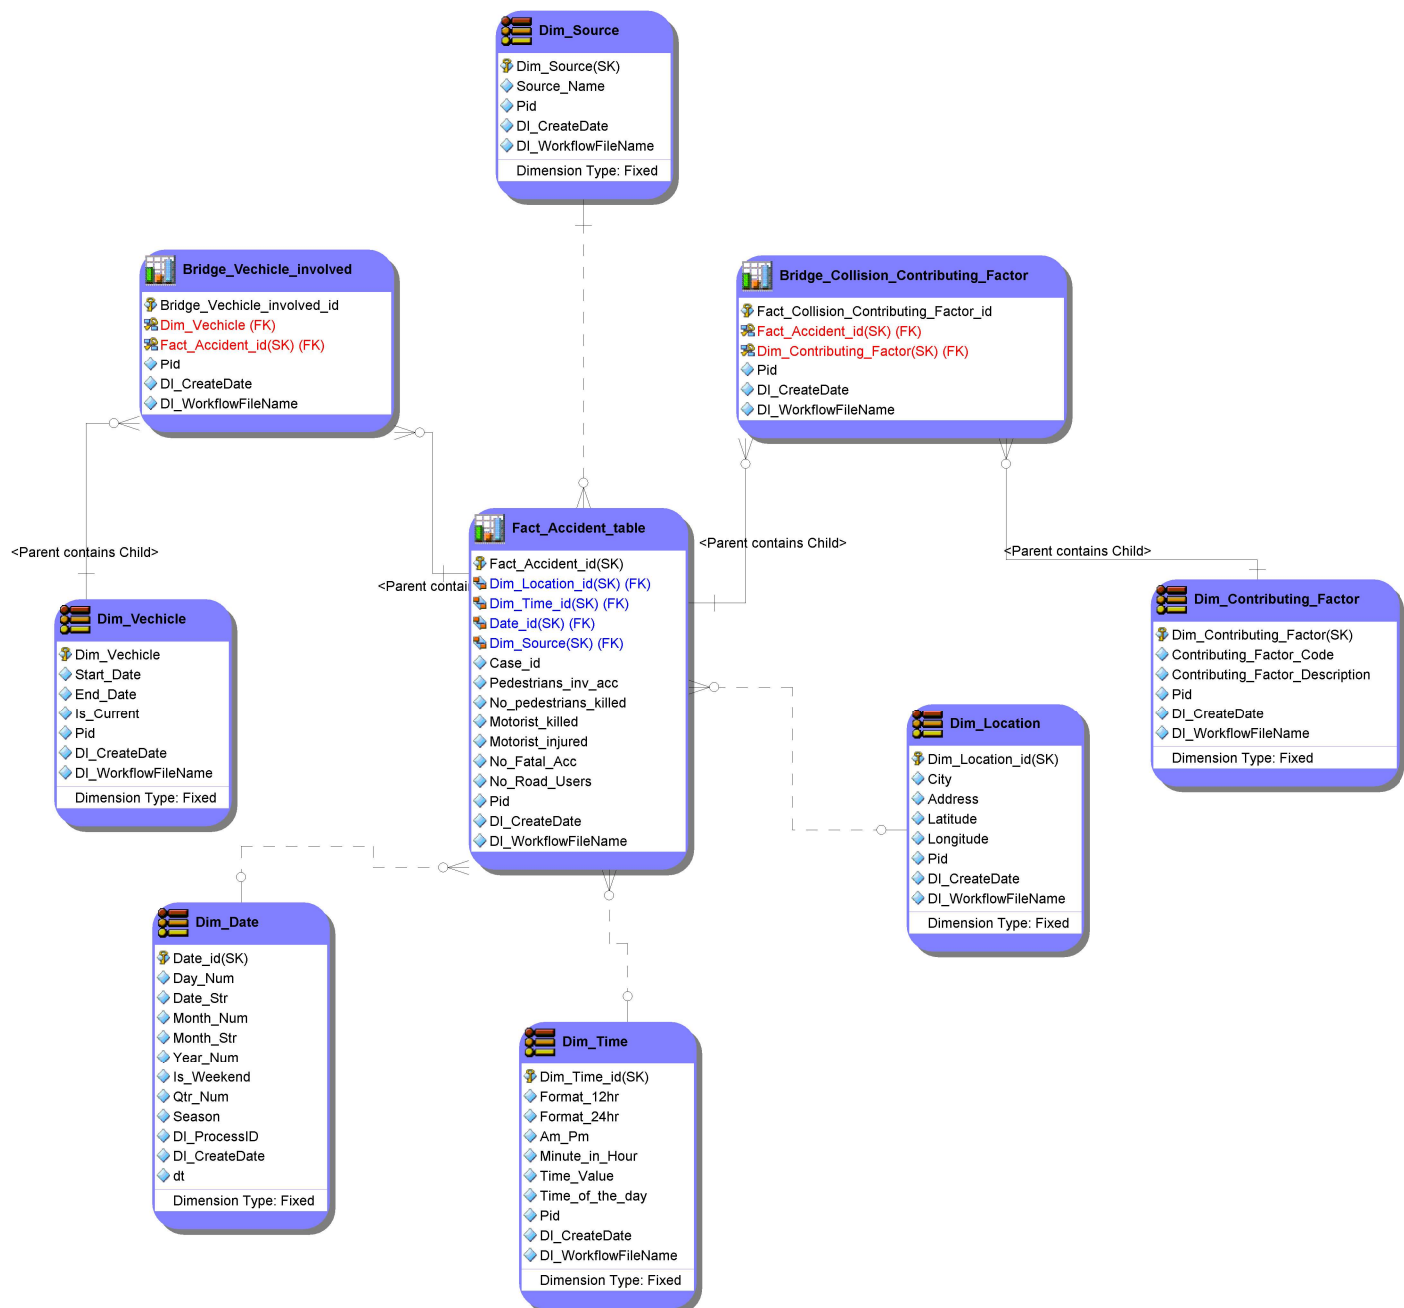 Dim_Source
Dim_Source(SK)
Source_Name
Pid
DI_CreateDate
DI_WorkflowFileName
Dimension Type: Fixed
Bridge_Vechicle_involved
Bridge_Vechicle_involved_id
Dim_Vechicle (FK)
Fact_Accident_id(SK) (FK)
Pid
DI_CreateDate
DI_WorkflowFileName
Bridge_Collision_Contributing_Factor
Fact_Collision_Contributing_Factor_id
Fact_Accident_id(SK) (FK)
Dim_Contributing_Factor(SK) (FK)
Pid
DI_CreateDate
DI_WorkflowFileName
<Parent contains Child>
<Parent contai
<Parent contains Child>
<Parent contains Child>
Fact_Accident_table
Fact_Accident_id(SK)
Dim_Location_id(SK) (FK)
Dim_Time_id(SK) (FK)
Date_id(SK) (FK)
Dim_Source(SK) (FK)
Case_id
Pedestrians_inv_acc
No_pedestrians_killed
Motorist_killed
Motorist_injured
No_Fatal_Acc
No_Road_Users
Pid
DI_CreateDate
DI_WorkflowFileName
Dim_Vechicle
Dim_Vechicle
Start_Date
End_Date
Is_Current
Pid
DI_CreateDate
DI_WorkflowFileName
Dimension Type: Fixed
Dim_Contributing_Factor
Dim_Contributing_Factor(SK)
Contributing_Factor_Code
Contributing_Factor_Description
Pid
DI_CreateDate
DI_WorkflowFileName
Dimension Type: Fixed
Dim_Location
Dim_Location_id(SK)
City
Address
Latitude
Longitude
Pid
DI_CreateDate
DI_WorkflowFileName
Dimension Type: Fixed
Dim_Date
Date_id(SK)
Day_Num
Date_Str
Month_Num
Month_Str
Year_Num
Is_Weekend
Qtr_Num
Season
DI_ProcessID
DI_CreateDate
dt
Dimension Type: Fixed
Dim_Time
Dim_Time_id(SK)
Format_12hr
Format_24hr
Am_Pm
Minute_in_Hour
Time_Value
Time_of_the_day
Pid
DI_CreateDate
DI_WorkflowFileName
Dimension Type: Fixed